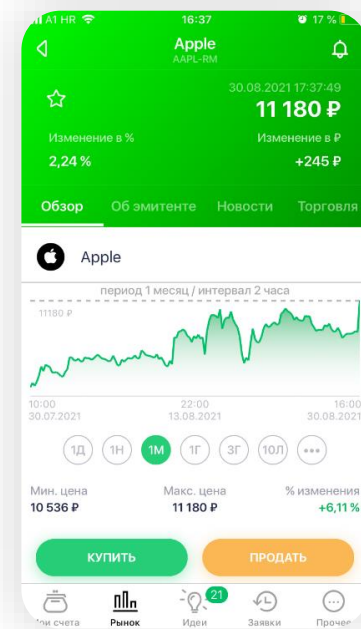 A1 HR 16:37 17 %
Apple
AAPL-RM
30.08.2021 17:37:49
11 180 ₽
Изменение в % Изменение в ₽
2,24 % +245 ₽
Обзор Об эмитенте Новости Торговля
Apple
период 1 месяц / интервал 2 часа
11180 ₽
10:00 22:00 16:00
30.07.2021 13.08.2021 30.08.2021
1Д 1Н 1М 1Г 3Г 10Л
Мин. цена Макс. цена % изменения
10 536 ₽ 11 180 ₽ +6,11 %
КУПИТЬ ПРОДАТЬ
21
Мои счета Рынок Идеи Заявки Прочее